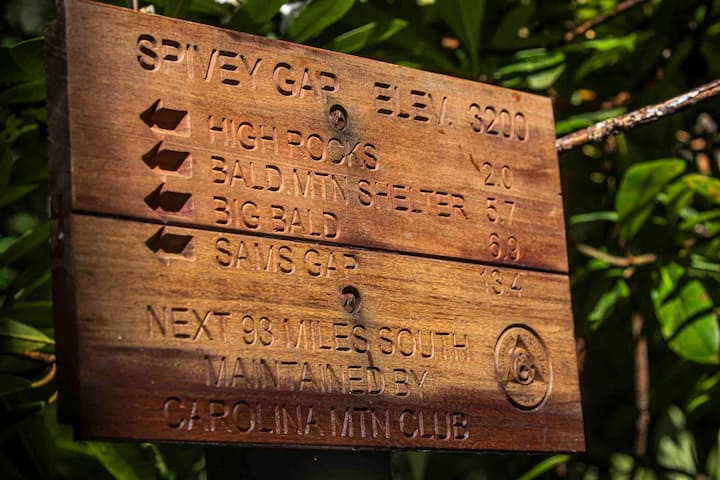 SPIVEY GAP ELEV. 3200
HIGH ROCKS 2.0
BALD MTN SHELTER 5.7
BIG BALD 6.9
SAMS GAP 13.4
NEXT 93 MILES SOUTH
MAINTAINED BY
CAROLINA MTN CLUB